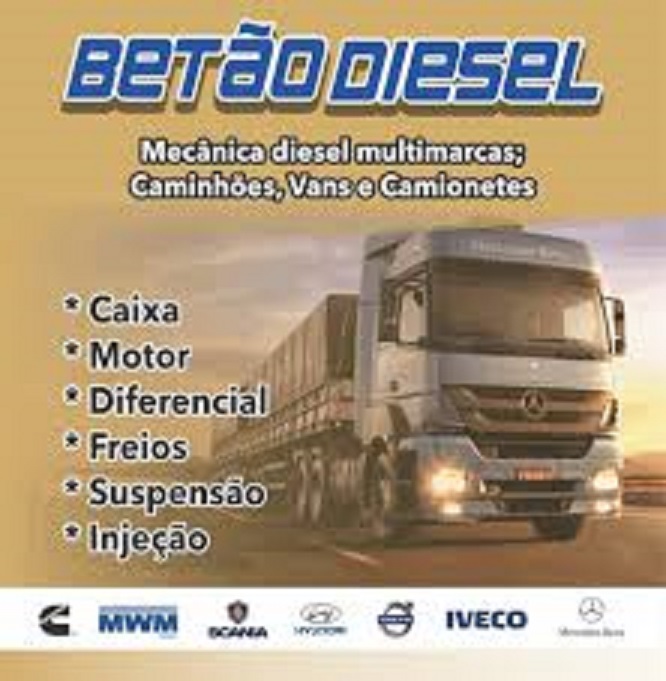 BETÃO DIESEL
Mecânica diesel multimarcas;
Caminhões, Vans e Camionetes
* Caixa
* Motor
* Diferencial
* Freios
* Suspensão
* Injeção
MWM
SCANIA
HYUNDAI
VOLVO
IVECO
Mercedes-Benz